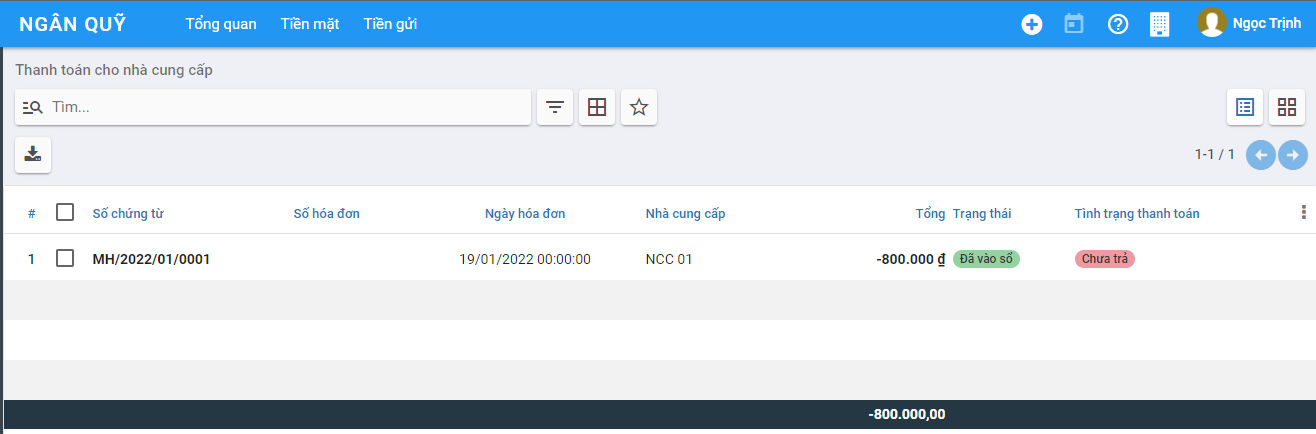 NGÂN QUỸ Tổng quan Tiền mặt Tiền gửi Ngọc Trịnh
Thanh toán cho nhà cung cấp
Tìm...
1-1 / 1
# Số chứng từ Số hóa đơn Ngày hóa đơn Nhà cung cấp Tổng Trạng thái Tình trạng thanh toán
1 MH/2022/01/0001 19/01/2022 00:00:00 NCC 01 -800.000 ₫ Đã vào sổ Chưa trả
-800.000,00